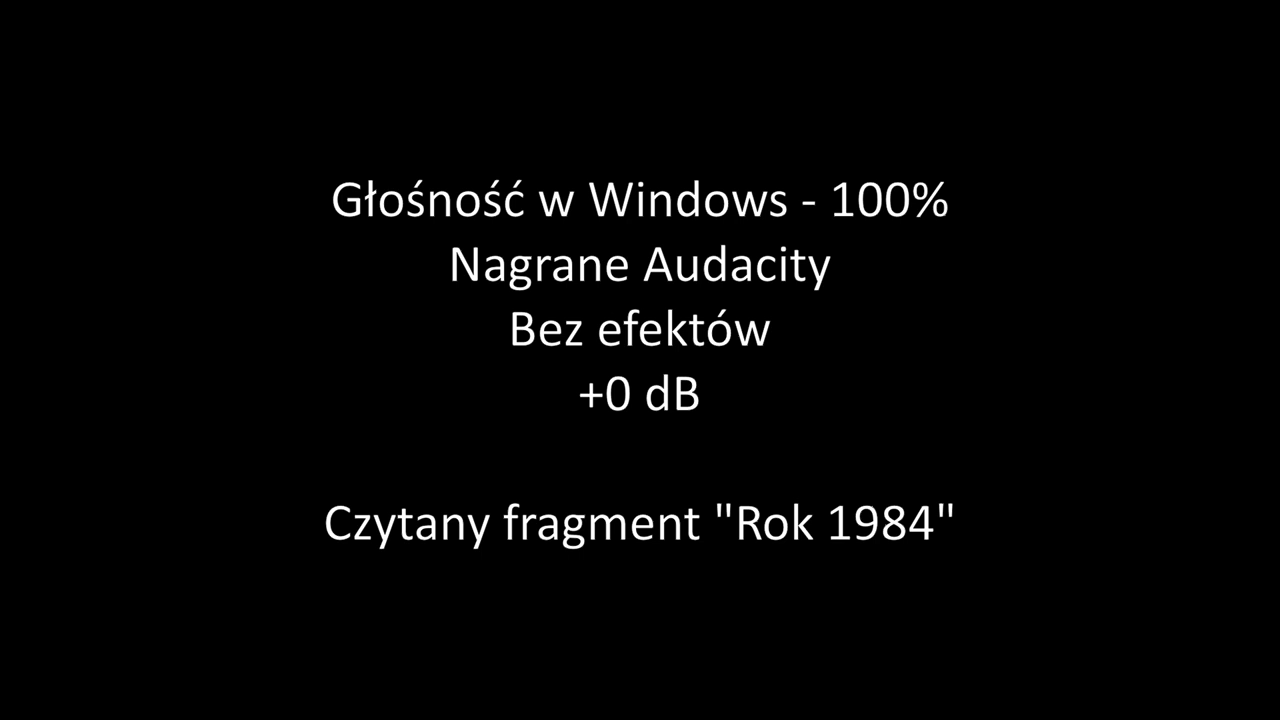 Głośność w Windows - 100%
Nagrane Audacity
Bez efektów
+0 dB
Czytany fragment "Rok 1984"